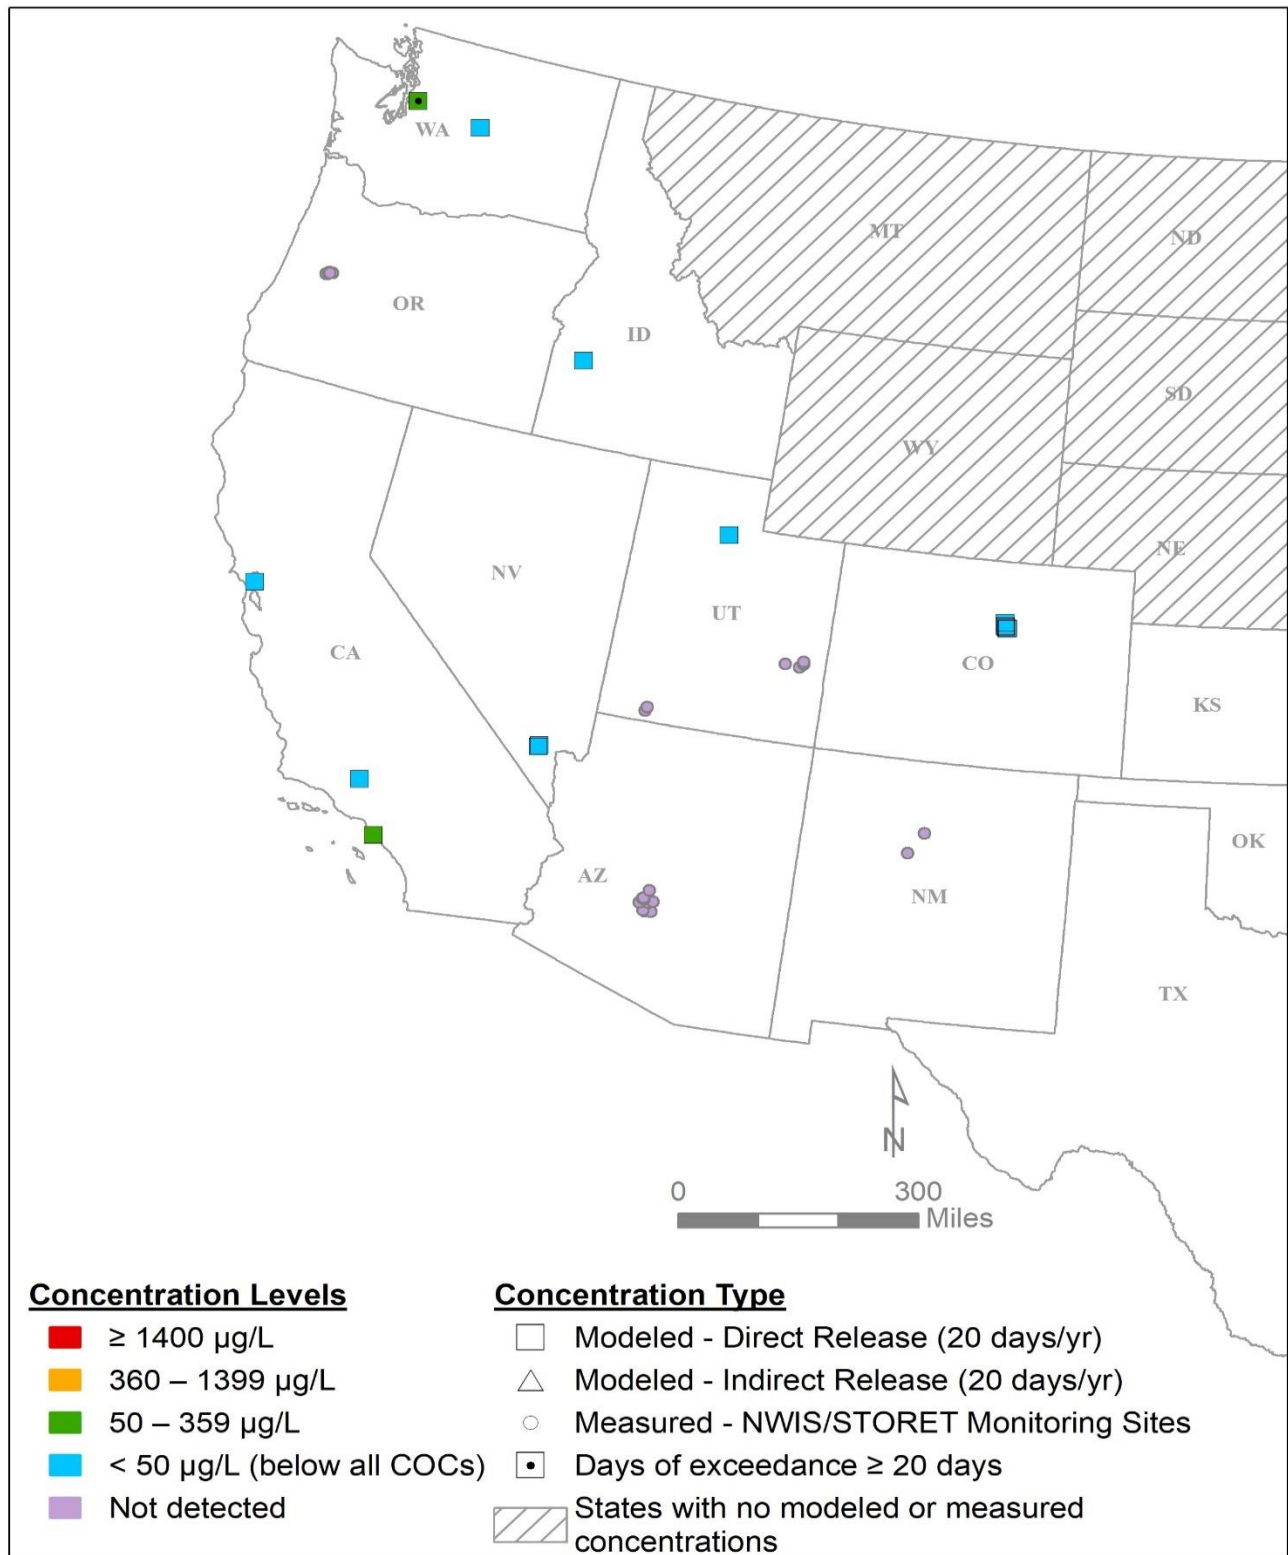 WA
MT
ND
OR
ID
SD
WY
NE
NV
UT
CA
CO
KS
OK
AZ
NM
TX
N
0 300
Miles
Concentration Levels
≥ 1400 µg/L
360 – 1399 µg/L
50 – 359 µg/L
< 50 µg/L (below all COCs)
Not detected
Concentration Type
Modeled - Direct Release (20 days/yr)
Modeled - Indirect Release (20 days/yr)
Measured - NWIS/STORET Monitoring Sites
Days of exceedance ≥ 20 days
States with no modeled or measured
concentrations